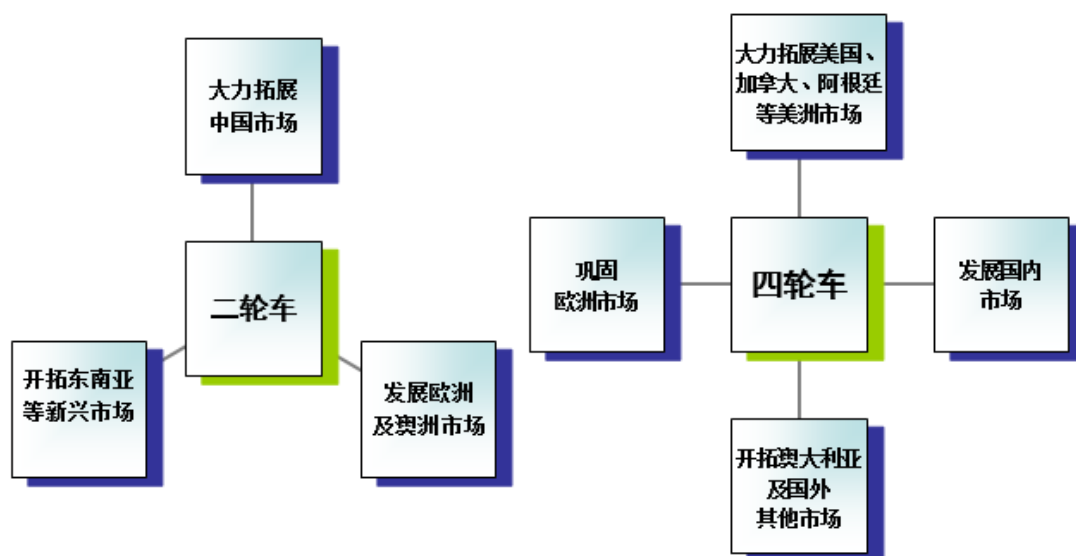 大力拓展
中国市场
二轮车
开拓东南亚
等新兴市场
发展欧洲
及澳洲市场
大力拓展美国、
加拿大、阿根廷
等美洲市场
巩固
欧洲市场
四轮车
发展国内
市场
开拓澳大利亚
及国外
其他市场